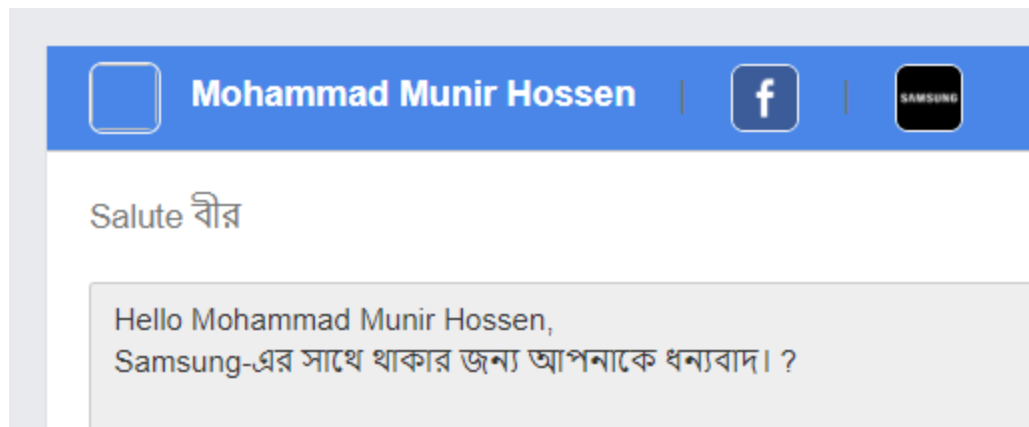 Mohammad Munir Hossen | f | SAMSUNG
Salute বীর
Hello Mohammad Munir Hossen,
Samsung-এর সাথে থাকার জন্য আপনাকে ধন্যবাদ। ?